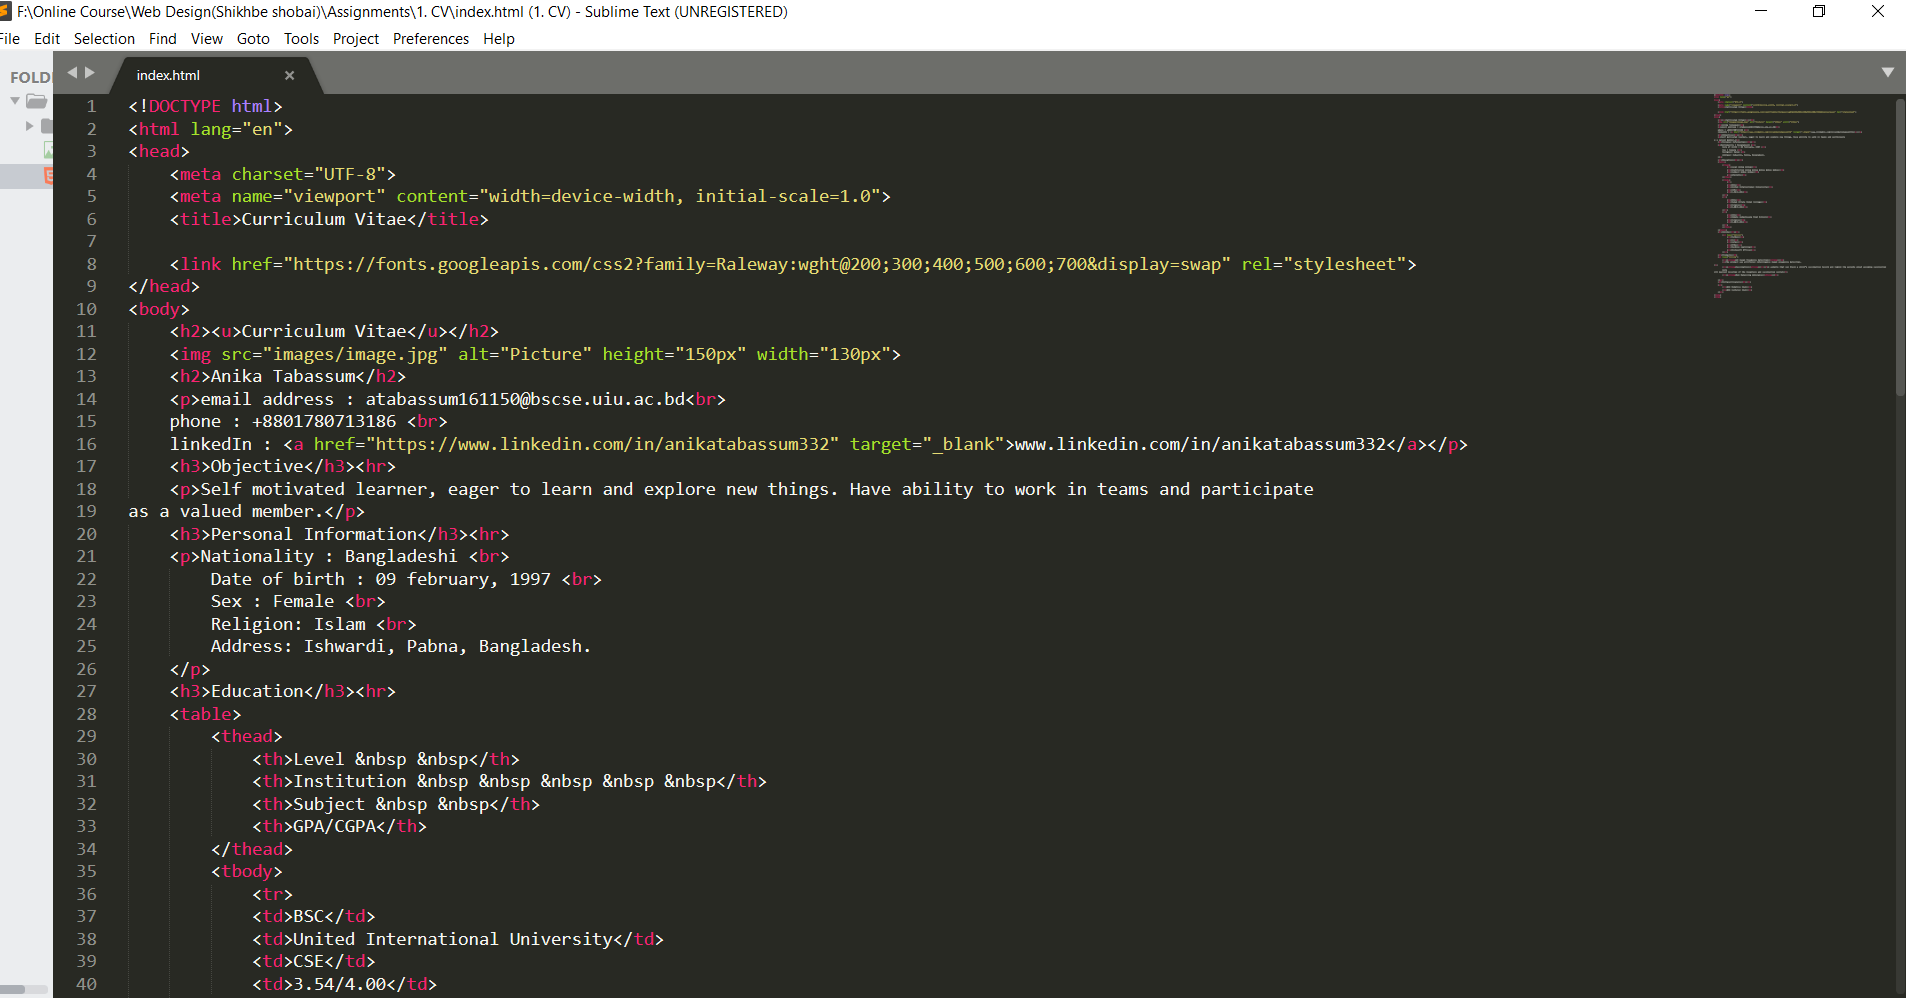 F:\Online Course\Web Design(Shikhbe shobai)\Assignments\1. CV\index.html (1. CV) - Sublime Text (UNREGISTERED)
File Edit Selection Find View Goto Tools Project Preferences Help
FOLD
index.html
1 <!DOCTYPE html>
2 <html lang="en">
3 <head>
4 <meta charset="UTF-8">
5 <meta name="viewport" content="width=device-width, initial-scale=1.0">
6 <title>Curriculum Vitae</title>
7
8 <link href="https://fonts.googleapis.com/css2?family=Raleway:wght@200;300;400;500;600;700&display=swap" rel="stylesheet">
9 </head>
10 <body>
11 <h2><u>Curriculum Vitae</u></h2>
12 <img src="images/image.jpg" alt="Picture" height="150px" width="130px">
13 <h2>Anika Tabassum</h2>
14 <p>email address : atabassum161150@bscse.uiu.ac.bd<br>
15 phone : +8801780713186 <br>
16 linkedIn : <a href="https://www.linkedin.com/in/anikatabassum332" target="_blank">www.linkedin.com/in/anikatabassum332</a></p>
17 <h3>Objective</h3><hr>
18 <p>Self motivated learner, eager to learn and explore new things. Have ability to work in teams and participate
19 as a valued member.</p>
20 <h3>Personal Information</h3><hr>
21 <p>Nationality : Bangladeshi <br>
22 Date of birth : 09 february, 1997 <br>
23 Sex : Female <br>
24 Religion: Islam <br>
25 Address: Ishwardi, Pabna, Bangladesh.
26 </p>
27 <h3>Education</h3><hr>
28 <table>
29 <thead>
30 <th>Level &nbsp &nbsp</th>
31 <th>Institution &nbsp &nbsp &nbsp &nbsp &nbsp</th>
32 <th>Subject &nbsp &nbsp</th>
33 <th>GPA/CGPA</th>
34 </thead>
35 <tbody>
36 <tr>
37 <td>BSC</td>
38 <td>United International University</td>
39 <td>CSE</td>
40 <td>3.54/4.00</td>